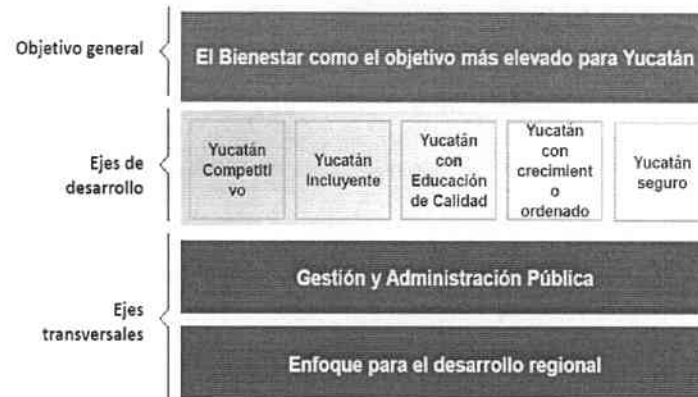 Objetivo general
El Bienestar como el objetivo más elevado para Yucatán
Ejes de
desarrollo
Yucatán
Competiti
vo
Yucatán
Incluyente
Yucatán
con
Educación
de Calidad
Yucatán
con
crecimient
o
ordenado
Yucatán
seguro
Ejes
transversales
Gestión y Administración Pública
Enfoque para el desarrollo regional